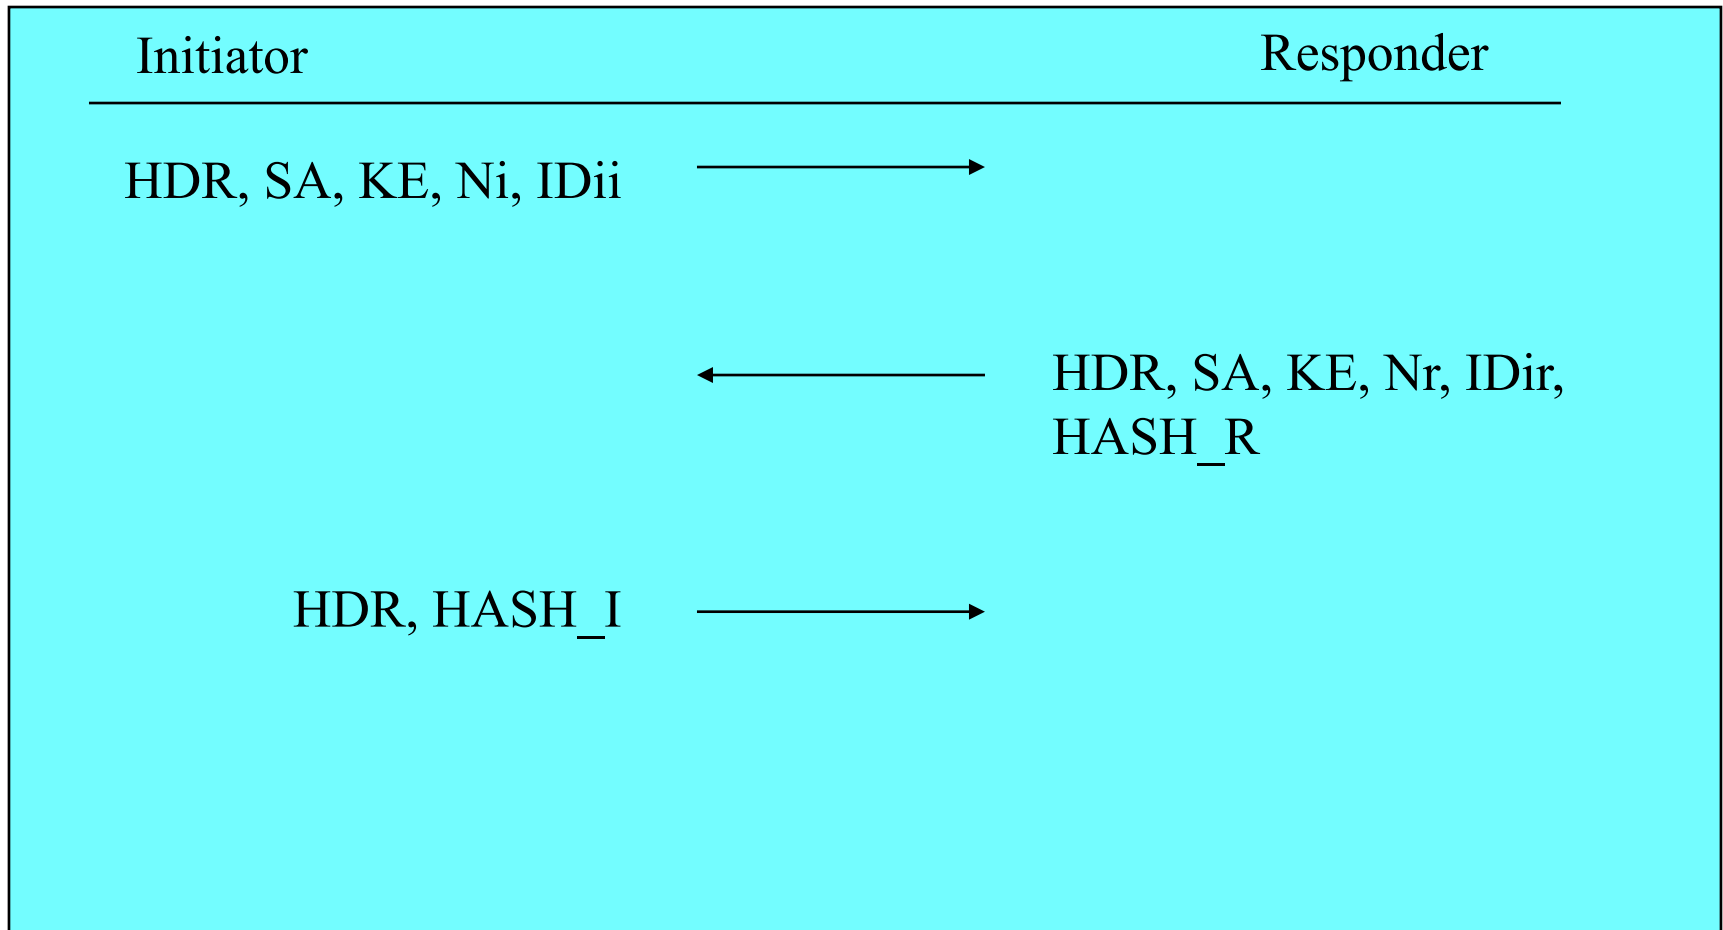 Initiator
Responder
HDR, SA, KE, Ni, IDii
HDR, SA, KE, Nr, IDir,
HASH_R
HDR, HASH_I